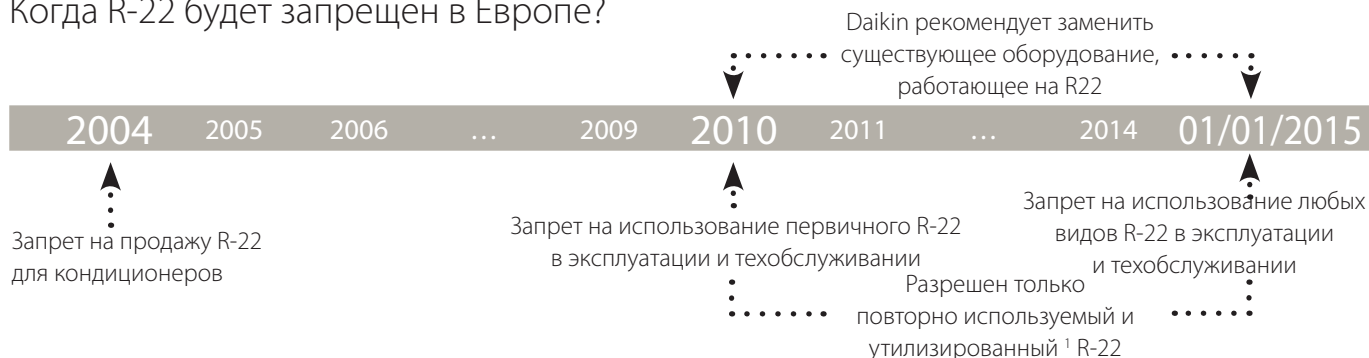 Когда R-22 будет запрещен в Европе?
Daikin рекомендует заменить
существующее оборудование,
работающее на R22
2004 2005 2006 … 2009 2010 2011 … 2014 01/01/2015
Запрет на продажу R-22
для кондиционеров
Запрет на использование первичного R-22
в эксплуатации и техобслуживании
Запрет на использование любых
видов R-22 в эксплуатации
и техобслуживании
Разрешен только
повторно используемый и
утилизированный ¹ R-22